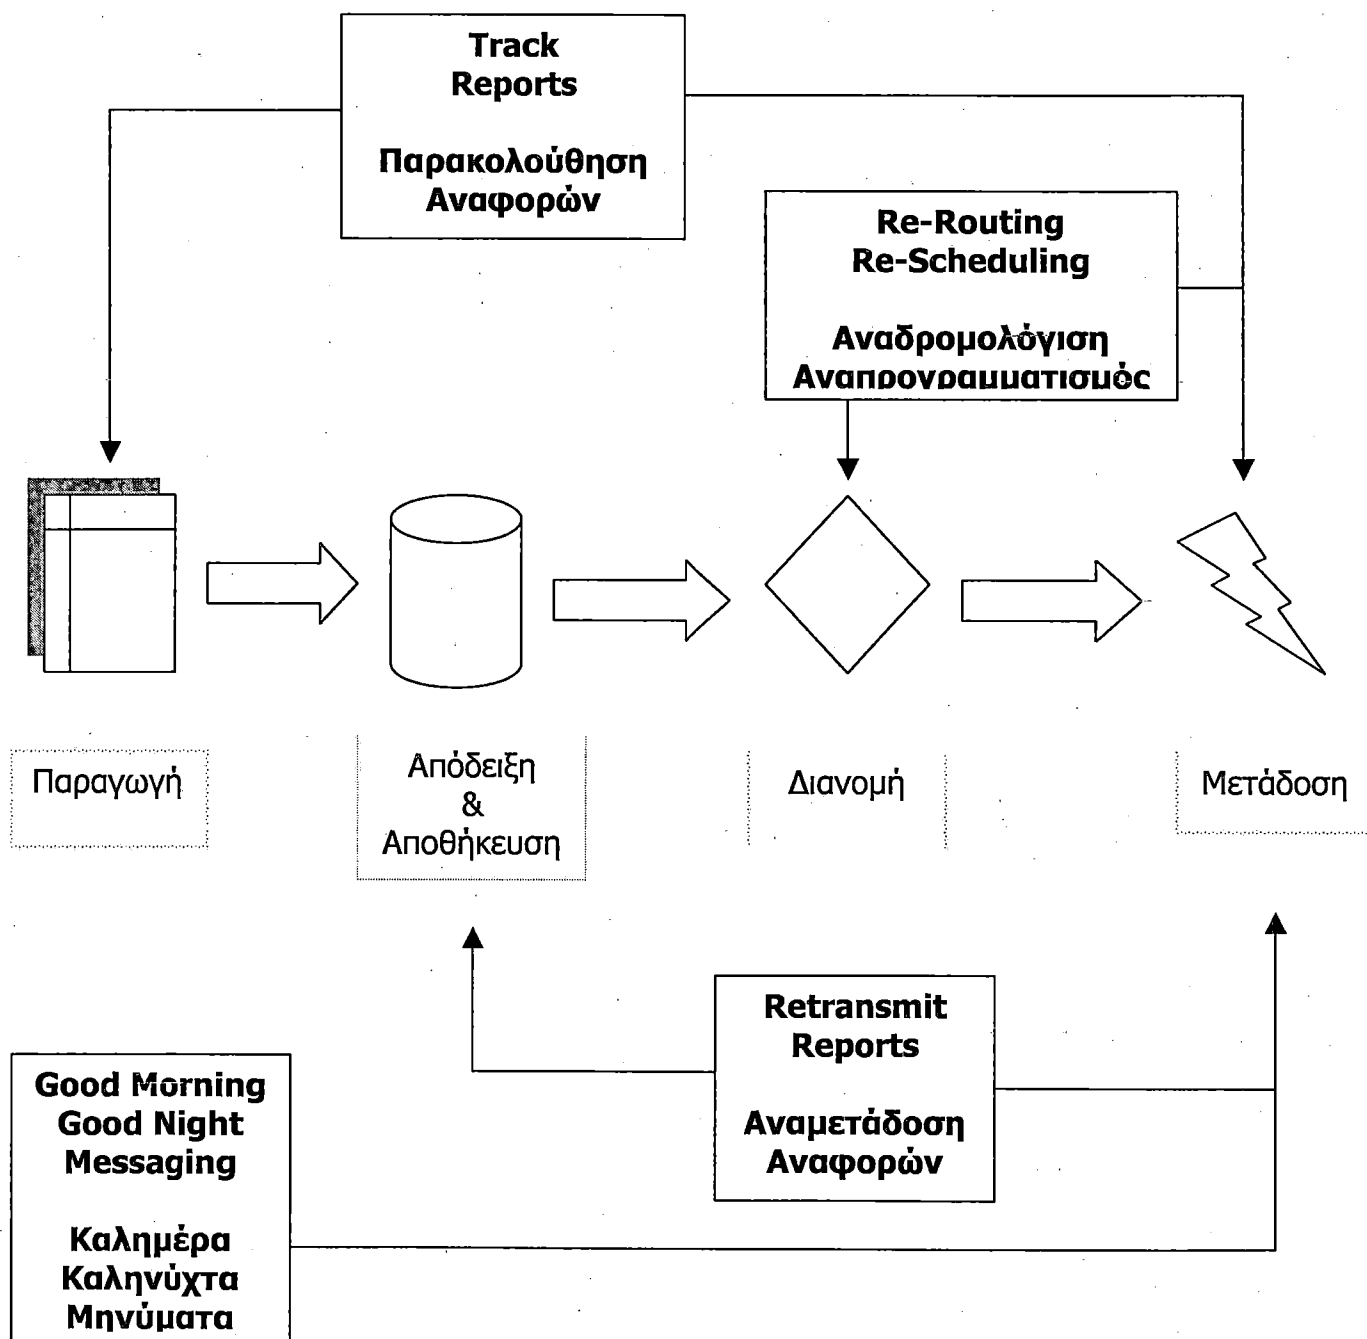 Track
Reports
Παρακολούθηση
Αναφορών
Re-Routing
Re-Scheduling
Αναδρομολόγιση
Αναπρογραμματισμός
Παραγωγή
Απόδειξη
&
Αποθήκευση
Διανομή
Μετάδοση
Retransmit
Reports
Αναμετάδοση
Αναφορών
Good Morning
Good Night
Messaging
Καλημέρα
Καληνύχτα
Μηνύματα